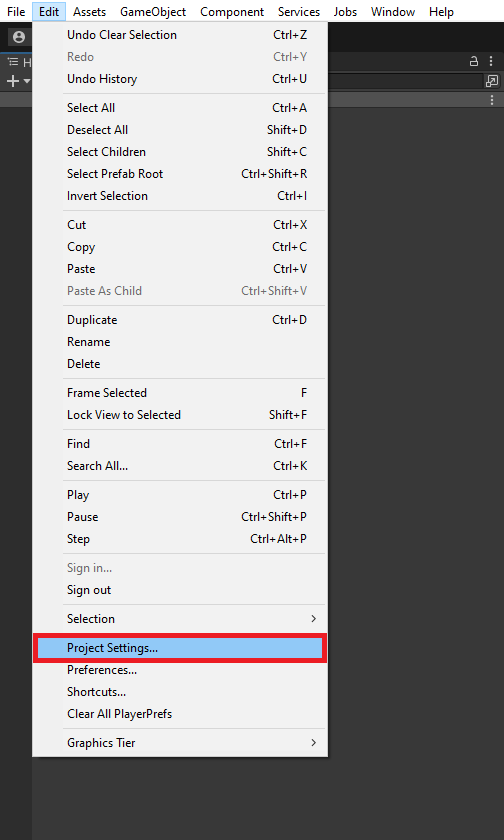 File Edit Assets GameObject Component Services Jobs Window Help
H
Undo Clear Selection Ctrl+Z
Redo Ctrl+Y
Undo History Ctrl+U
Select All Ctrl+A
Deselect All Shift+D
Select Children Shift+C
Select Prefab Root Ctrl+Shift+R
Invert Selection Ctrl+I
Cut Ctrl+X
Copy Ctrl+C
Paste Ctrl+V
Paste As Child Ctrl+Shift+V
Duplicate Ctrl+D
Rename
Delete
Frame Selected F
Lock View to Selected Shift+F
Find Ctrl+F
Search All... Ctrl+K
Play Ctrl+P
Pause Ctrl+Shift+P
Step Ctrl+Alt+P
Sign in...
Sign out
Selection
Project Settings...
Preferences...
Shortcuts...
Clear All PlayerPrefs
Graphics Tier